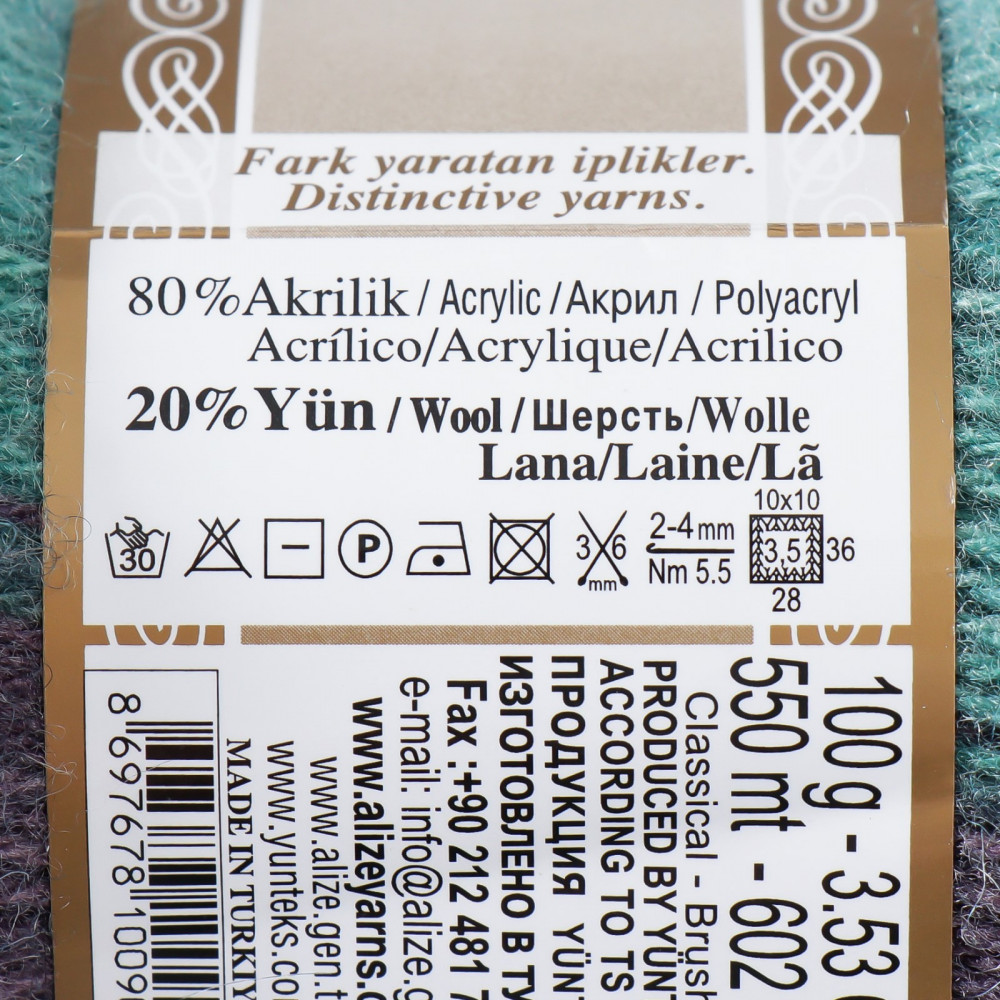 Fark yaratan iplikler.
Distinctive yarns.
80%Akrilik / Acrylic / Акрил / Polyacryl
Acrílico/Acrylique/Acrilico
20%Yün / Wool / Шерсть/Wolle
Lana/Laine/Lã
30
P
3 6
mm
2-4 mm
Nm 5.5
10x10
3,5
36
28
100 g - 3.53
550 mt - 602
Classical - Brush
PRODUCED BY YÜN
ACCORDING TO TS
ПРОДУКЦИЯ YÜN
ИЗГОТОВЛЕНО В ТУ
Fax :+90 212 481 7
e-mail: info@alize.g
www.alizeyarns.c
www.alize.gen.t
www.yunteks.co
MADE IN TURKIY
8 697678 1009